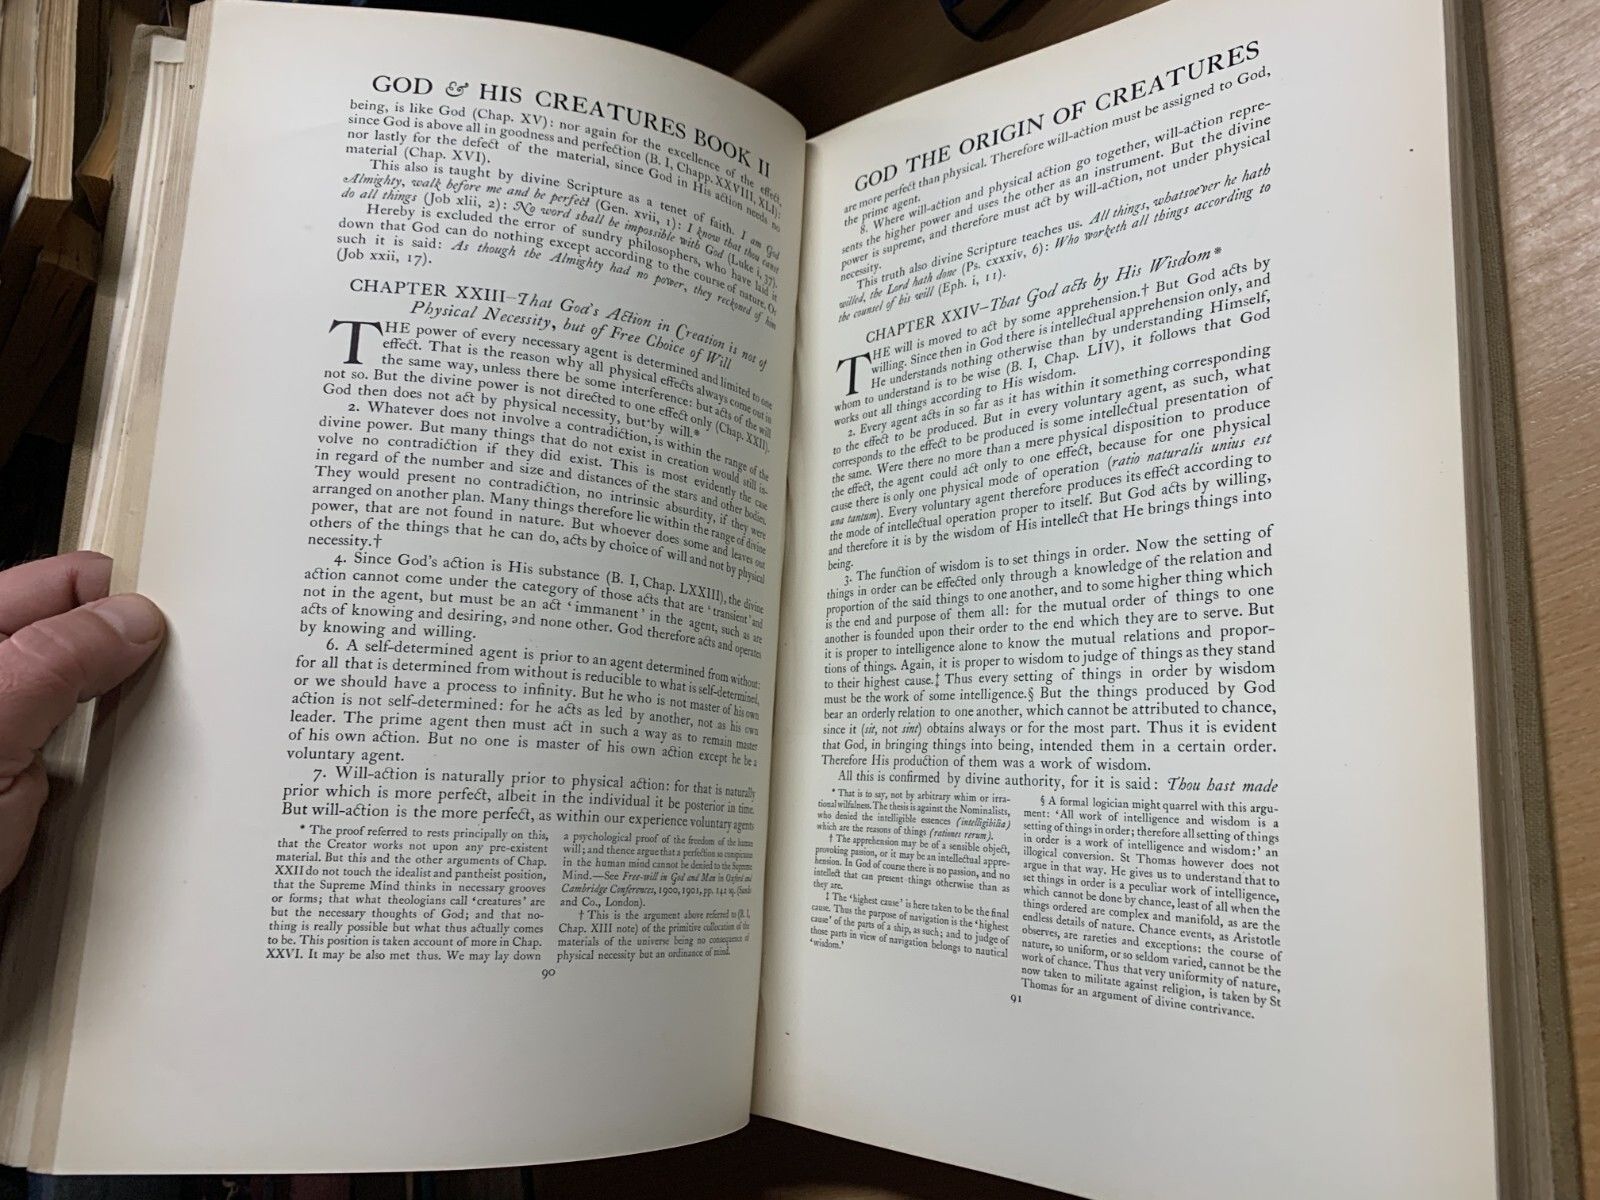 GOD & HIS CREATURES BOOK II
being, is like God (Chap. XV): nor again for the excellence of the effect,
since God is above all in goodness and perfection (B. I, Chapp. XXVIII, XLI):
nor lastly for the defect of the material, since God in His action needs no
material (Chap. XVI).
This also is taught by divine Scripture as a tenet of faith. I am God
Almighty, walk before me and be perfect (Gen. xvii, 1): I know that thou canst
do all things (Job xlii, 2): No word shall be impossible with God (Luke i, 37).
Hereby is excluded the error of sundry philosophers, who have laid it
down that God can do nothing except according to the course of nature. Of
such it is said: As though the Almighty had no power, they reckoned of him
(Job xxii, 17).
CHAPTER XXIII—That God's Action in Creation is not of
Physical Necessity, but of Free Choice of Will
THE power of every necessary agent is determined and limited to one
effect. That is the reason why all physical effects always come out in
the same way, unless there be some interference: but acts of the will
not so. But the divine power is not directed to one effect only (Chap. XXII).
God then does not act by physical necessity, but by will.*
2. Whatever does not involve a contradiction, is within the range of the
divine power. But many things that do not exist in creation would still in-
volve no contradiction if they did exist. This is most evidently the case
in regard of the number and size and distances of the stars and other bodies.
They would present no contradiction, no intrinsic absurdity, if they were
arranged on another plan. Many things therefore lie within the range of divine
power, that are not found in nature. But whoever does some and leaves out
others of the things that he can do, acts by choice of will and not by physical
necessity.†
4. Since God's action is His substance (B. I, Chap. LXXIII), the divine
action cannot come under the category of those acts that are 'transient' and
not in the agent, but must be an act 'immanent' in the agent, such as are
acts of knowing and desiring, and none other. God therefore acts and operates
by knowing and willing.
6. A self-determined agent is prior to an agent determined from without:
for all that is determined from without is reducible to what is self-determined,
or we should have a process to infinity. But he who is not master of his own
action is not self-determined: for he acts as led by another, not as his own
leader. The prime agent then must act in such a way as to remain master
of his own action. But no one is master of his own action except he be a
voluntary agent.
7. Will-action is naturally prior to physical action: for that is naturally
prior which is more perfect, albeit in the individual it be posterior in time.
But will-action is the more perfect, as within our experience voluntary agents
* The proof referred to rests principally on this,
that the Creator works not upon any pre-existent
material. But this and the other arguments of Chap.
XXII do not touch the idealist and pantheist position,
that the Supreme Mind thinks in necessary grooves
or forms; that what theologians call 'creatures' are
but the necessary thoughts of God; and that no-
thing is really possible but what thus actually comes
to be. This position is taken account of more in Chap.
XXVI. It may be also met thus. We may lay down
a psychological proof of the freedom of the human
will; and thence argue that a perfection so conspicuous
in the human mind cannot be denied to the Supreme
Mind.—See Free-will in God and Man in Oxford and
Cambridge Conferences, 1900, 1901, pp. 142 sq. (Sands
and Co., London).
† This is the argument above referred to (B. I,
Chap. XIII note) of the primitive collocation of the
materials of the universe being no consequence of
physical necessity but an ordinance of mind.
90
GOD THE ORIGIN OF CREATURES
are more perfect than physical. Therefore will-action must be assigned to God,
the prime agent.
8. Where will-action and physical action go together, will-action repre-
sents the higher power and uses the other as an instrument. But the divine
power is supreme, and therefore must act by will-action, not under physical
necessity.
This truth also divine Scripture teaches us. All things, whatsoever he hath
willed, the Lord hath done (Ps. cxxxiv, 6): Who worketh all things according to
the counsel of his will (Eph. i, 11).
CHAPTER XXIV—That God acts by His Wisdom*
THE will is moved to act by some apprehension.† But God acts by
willing. Since then in God there is intellectual apprehension only, and
He understands nothing otherwise than by understanding Himself,
whom to understand is to be wise (B. I, Chap. LIV), it follows that God
works out all things according to His wisdom.
2. Every agent acts in so far as it has within it something corresponding
to the effect to be produced. But in every voluntary agent, as such, what
corresponds to the effect to be produced is some intellectual presentation of
the same. Were there no more than a mere physical disposition to produce
the effect, the agent could act only to one effect, because for one physical
cause there is only one physical mode of operation (ratio naturalis unius est
una tantum). Every voluntary agent therefore produces its effect according to
the mode of intellectual operation proper to itself. But God acts by willing,
and therefore it is by the wisdom of His intellect that He brings things into
being.
3. The function of wisdom is to set things in order. Now the setting of
things in order can be effected only through a knowledge of the relation and
proportion of the said things to one another, and to some higher thing which
is the end and purpose of them all: for the mutual order of things to one
another is founded upon their order to the end which they are to serve. But
it is proper to intelligence alone to know the mutual relations and propor-
tions of things. Again, it is proper to wisdom to judge of things as they stand
to their highest cause.‡ Thus every setting of things in order by wisdom
must be the work of some intelligence.§ But the things produced by God
bear an orderly relation to one another, which cannot be attributed to chance,
since it (sit, not sint) obtains always or for the most part. Thus it is evident
that God, in bringing things into being, intended them in a certain order.
Therefore His production of them was a work of wisdom.
All this is confirmed by divine authority, for it is said: Thou hast made
* That is to say, not by arbitrary whim or irra-
tional wilfulness. The thesis is against the Nominalists,
who denied the intelligible essences (intelligibilia)
which are the reasons of things (rationes rerum).
† The apprehension may be of a sensible object,
provoking passion, or it may be an intellectual appre-
hension. In God of course there is no passion, and no
intellect that can present things otherwise than as
they are.
‡ The 'highest cause' is here taken to be the final
cause. Thus the purpose of navigation is the 'highest
cause' of the parts of a ship, as such; and to judge of
those parts in view of navigation belongs to nautical
'wisdom.'
§ A formal logician might quarrel with this argu-
ment: 'All work of intelligence and wisdom is a
setting of things in order; therefore all setting of things
in order is a work of intelligence and wisdom:' an
illogical conversion. St Thomas however does not
argue in that way. He gives us to understand that to
set things in order is a peculiar work of intelligence,
which cannot be done by chance, least of all when the
things ordered are complex and manifold, as are the
endless details of nature. Chance events, as Aristotle
observes, are rareties and exceptions: the course of
nature, so uniform, or so seldom varied, cannot be the
work of chance. Thus that very uniformity of nature,
now taken to militate against religion, is taken by St
Thomas for an argument of divine contrivance.
91